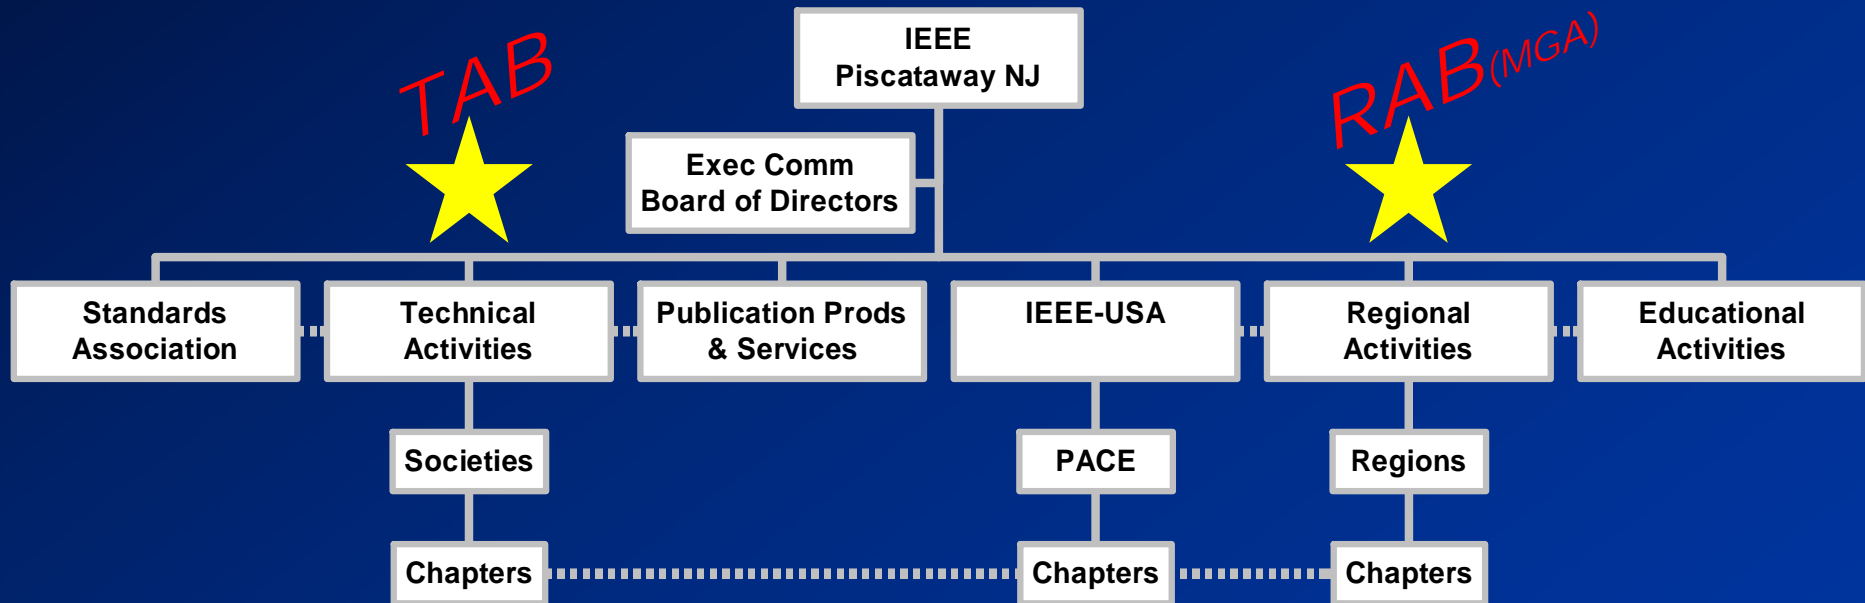 IEEE
Piscataway NJ
TAB
RAB(MGA)
Exec Comm
Board of Directors
Standards
Association
Technical
Activities
Publication Prods
& Services
IEEE-USA
Regional
Activities
Educational
Activities
Societies
PACE
Regions
Chapters
Chapters
Chapters